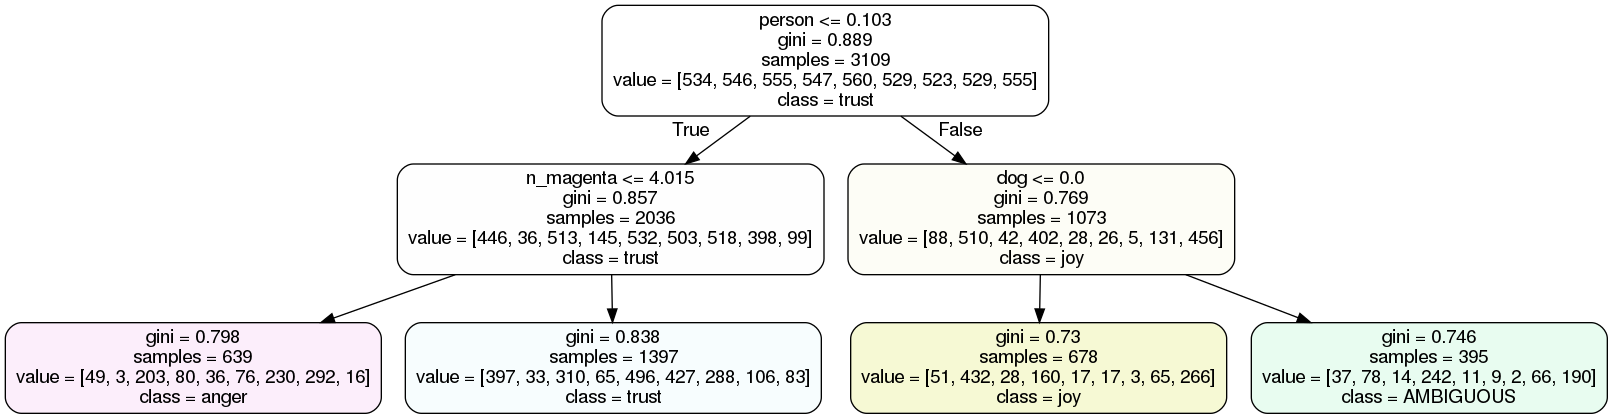 person <= 0.103
gini = 0.889
samples = 3109
value = [534, 546, 555, 547, 560, 529, 523, 529, 555]
class = trust
True
False
n_magenta <= 4.015
gini = 0.857
samples = 2036
value = [446, 36, 513, 145, 532, 503, 518, 398, 99]
class = trust
dog <= 0.0
gini = 0.769
samples = 1073
value = [88, 510, 42, 402, 28, 26, 5, 131, 456]
class = joy
gini = 0.798
samples = 639
value = [49, 3, 203, 80, 36, 76, 230, 292, 16]
class = anger
gini = 0.838
samples = 1397
value = [397, 33, 310, 65, 496, 427, 288, 106, 83]
class = trust
gini = 0.73
samples = 678
value = [51, 432, 28, 160, 17, 17, 3, 65, 266]
class = joy
gini = 0.746
samples = 395
value = [37, 78, 14, 242, 11, 9, 2, 66, 190]
class = AMBIGUOUS